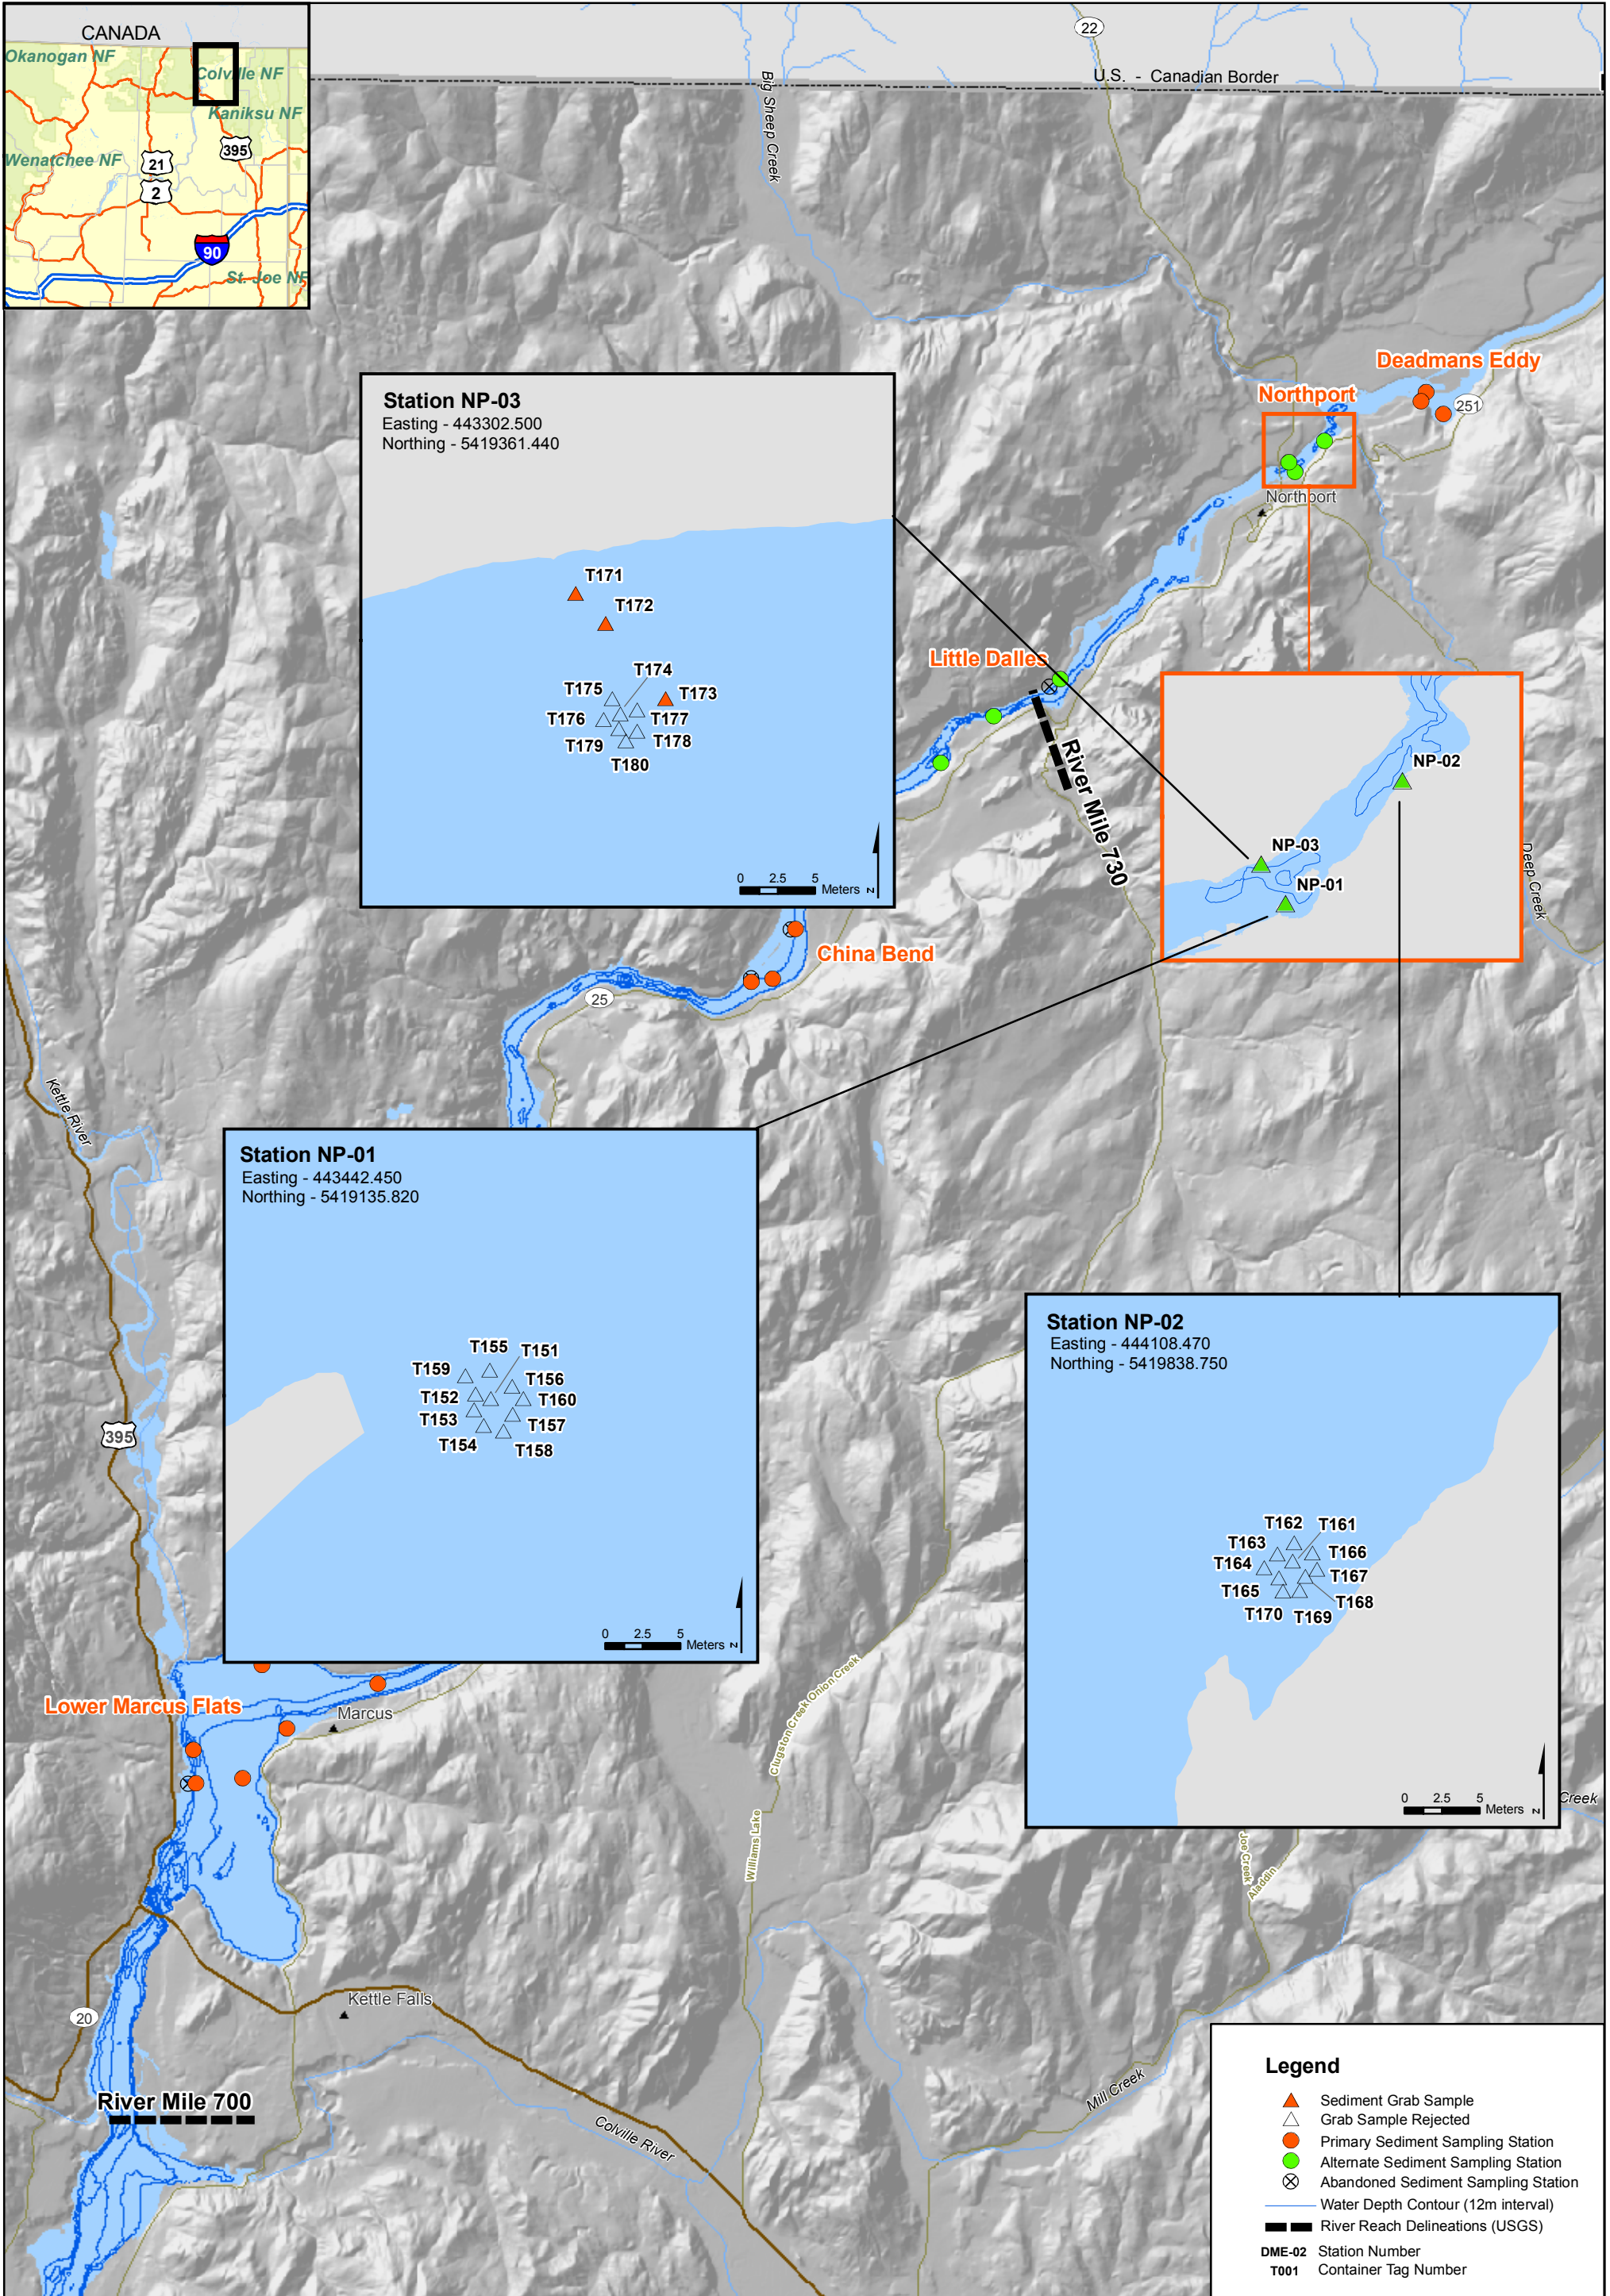 CANADA
Okanogan NF
Colville NF
Kaniksu NF
Wenatchee NF
395
21
2
90
St. Joe NF
22
U.S. - Canadian Border
Big Sheep Creek
Deadmans Eddy
Northport
251
Northport
Station NP-03
Easting - 443302.500
Northing - 5419361.440
T171
T172
T174
T175
T173
T176
T177
T179
T178
T180
0 2.5 5
Meters
N
Little Dalles
River Mile 730
NP-02
NP-03
NP-01
Deep Creek
China Bend
25
Kettle River
Station NP-01
Easting - 443442.450
Northing - 5419135.820
T155
T151
T159
T156
T152
T160
T153
T157
T154
T158
0 2.5 5
Meters
N
Station NP-02
Easting - 444108.470
Northing - 5419838.750
T162
T161
T163
T166
T164
T167
T165
T168
T170
T169
0 2.5 5
Meters
N
395
Lower Marcus Flats
Marcus
Clugston Creek Onion Creek
Williams Lake
Creek
Joe Creek
Aladdin
Kettle Falls
20
River Mile 700
Colville River
Mill Creek
Legend
Sediment Grab Sample
Grab Sample Rejected
Primary Sediment Sampling Station
Alternate Sediment Sampling Station
Abandoned Sediment Sampling Station
Water Depth Contour (12m interval)
River Reach Delineations (USGS)
DME-02 Station Number
T001 Container Tag Number